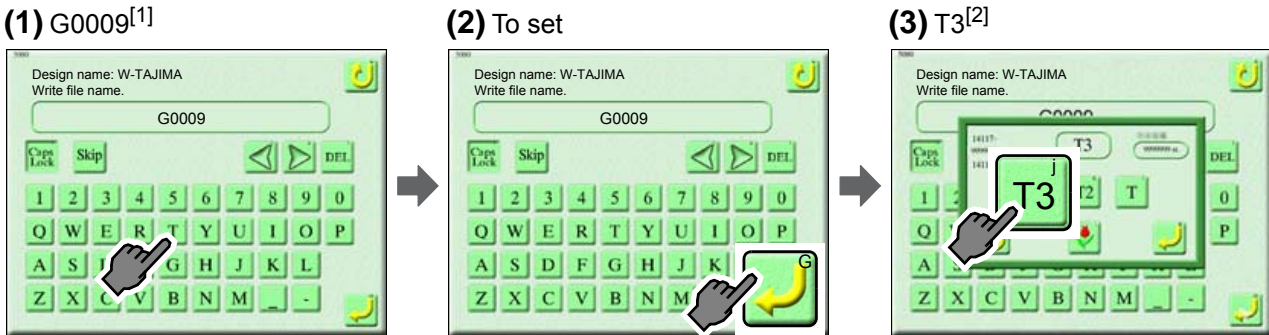 (1) G0009[1]
(2) To set
(3) T3[2]
Design name: W-TAJIMA
Write file name.
G0009
Caps Lock Skip DEL
1 2 3 4 5 6 7 8 9 0
Q W E R T Y U I O P
A S G H J K L
Z X C V B N M _ -
Design name: W-TAJIMA
Write file name.
G0009
Caps Lock Skip DEL
1 2 3 4 5 6 7 8 9 0
Q W E R T Y U I O P
A S D F G H J K
G
Z X C V B N M
Design name: W-TAJIMA
Write file name.
G0009
T3
Caps Lock DEL
j
T3 T2 T
1 0
Q P
A
Z X C V B N M _ -